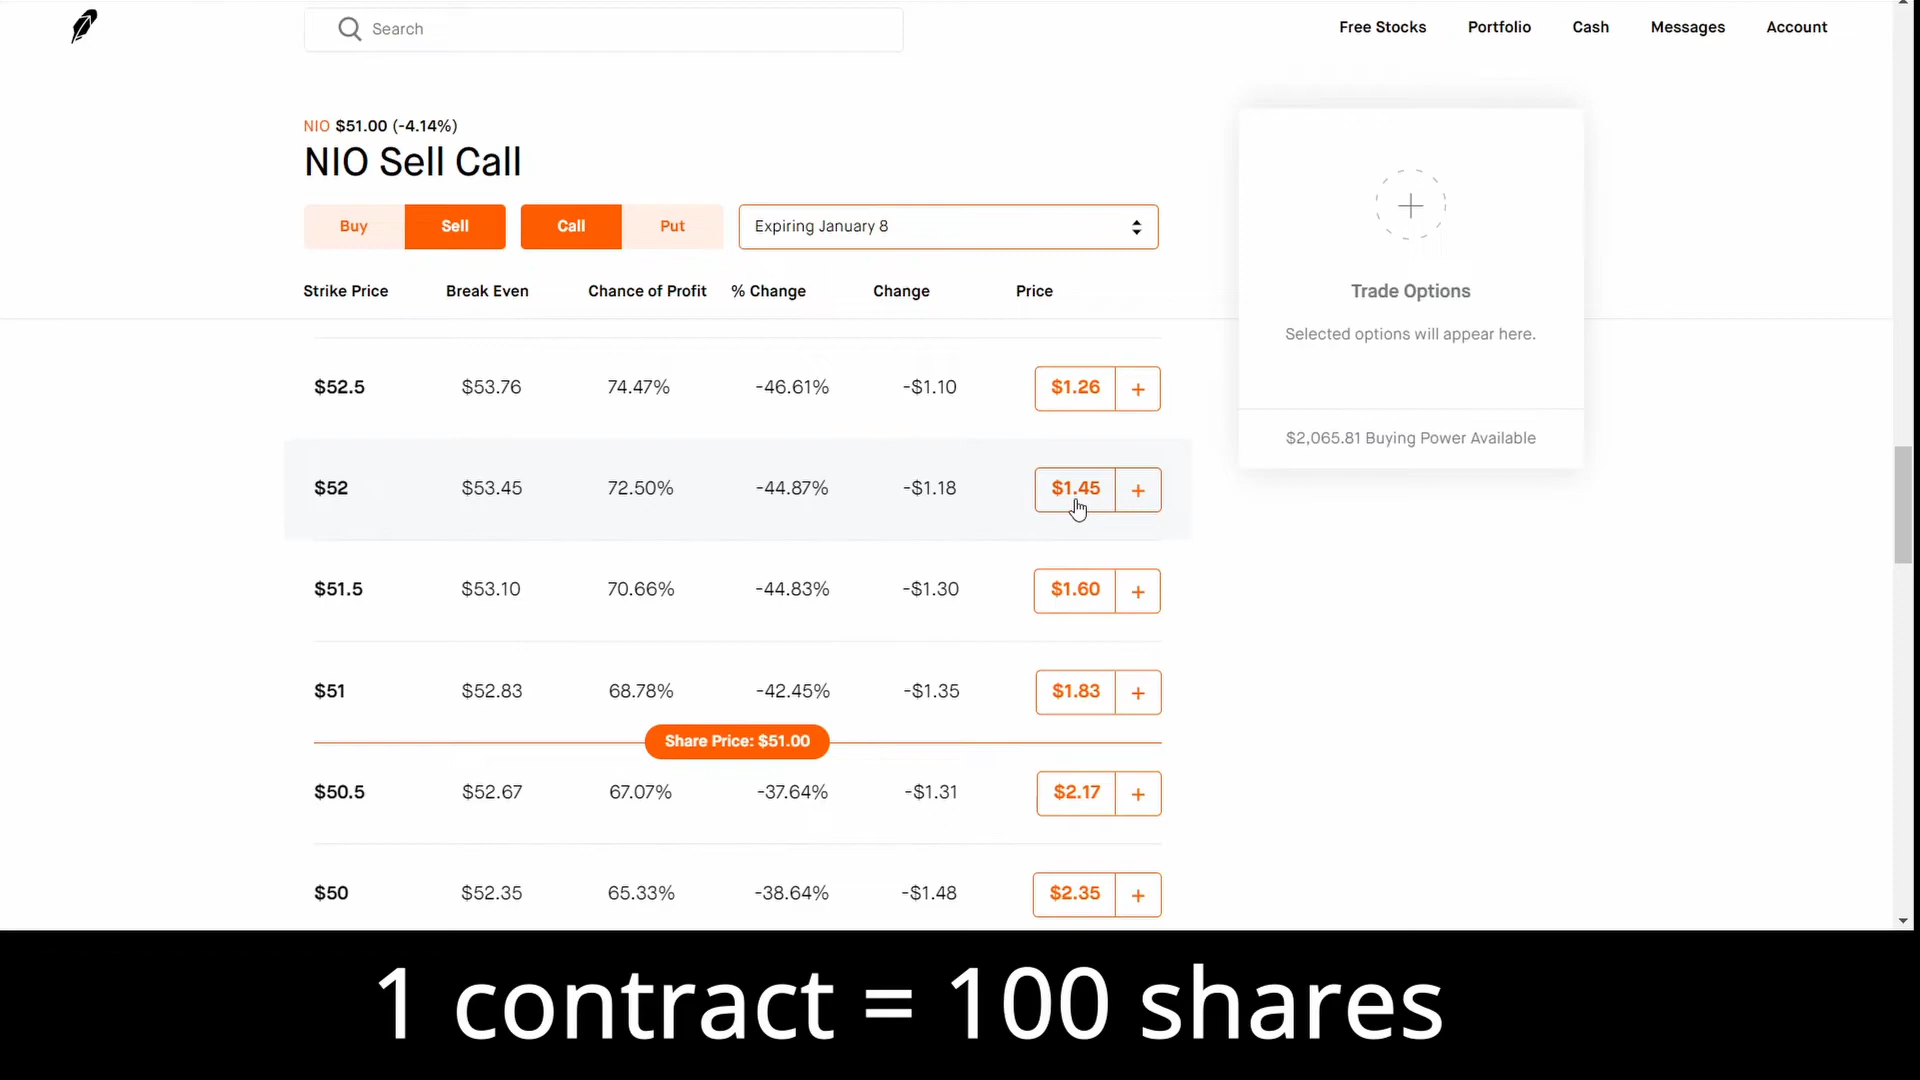 Search
Free Stocks Portfolio Cash Messages Account
NIO $51.00 (-4.14%)
NIO Sell Call
Buy Sell Call Put Expiring January 8
Strike Price Break Even Chance of Profit % Change Change Price
$52.5 $53.76 74.47% -46.61% -$1.10 $1.26 +
$52 $53.45 72.50% -44.87% -$1.18 $1.45 +
$51.5 $53.10 70.66% -44.83% -$1.30 $1.60 +
$51 $52.83 68.78% -42.45% -$1.35 $1.83 +
Share Price: $51.00
$50.5 $52.67 67.07% -37.64% -$1.31 $2.17 +
$50 $52.35 65.33% -38.64% -$1.48 $2.35 +
Trade Options
Selected options will appear here.
$2,065.81 Buying Power Available
1 contract = 100 shares